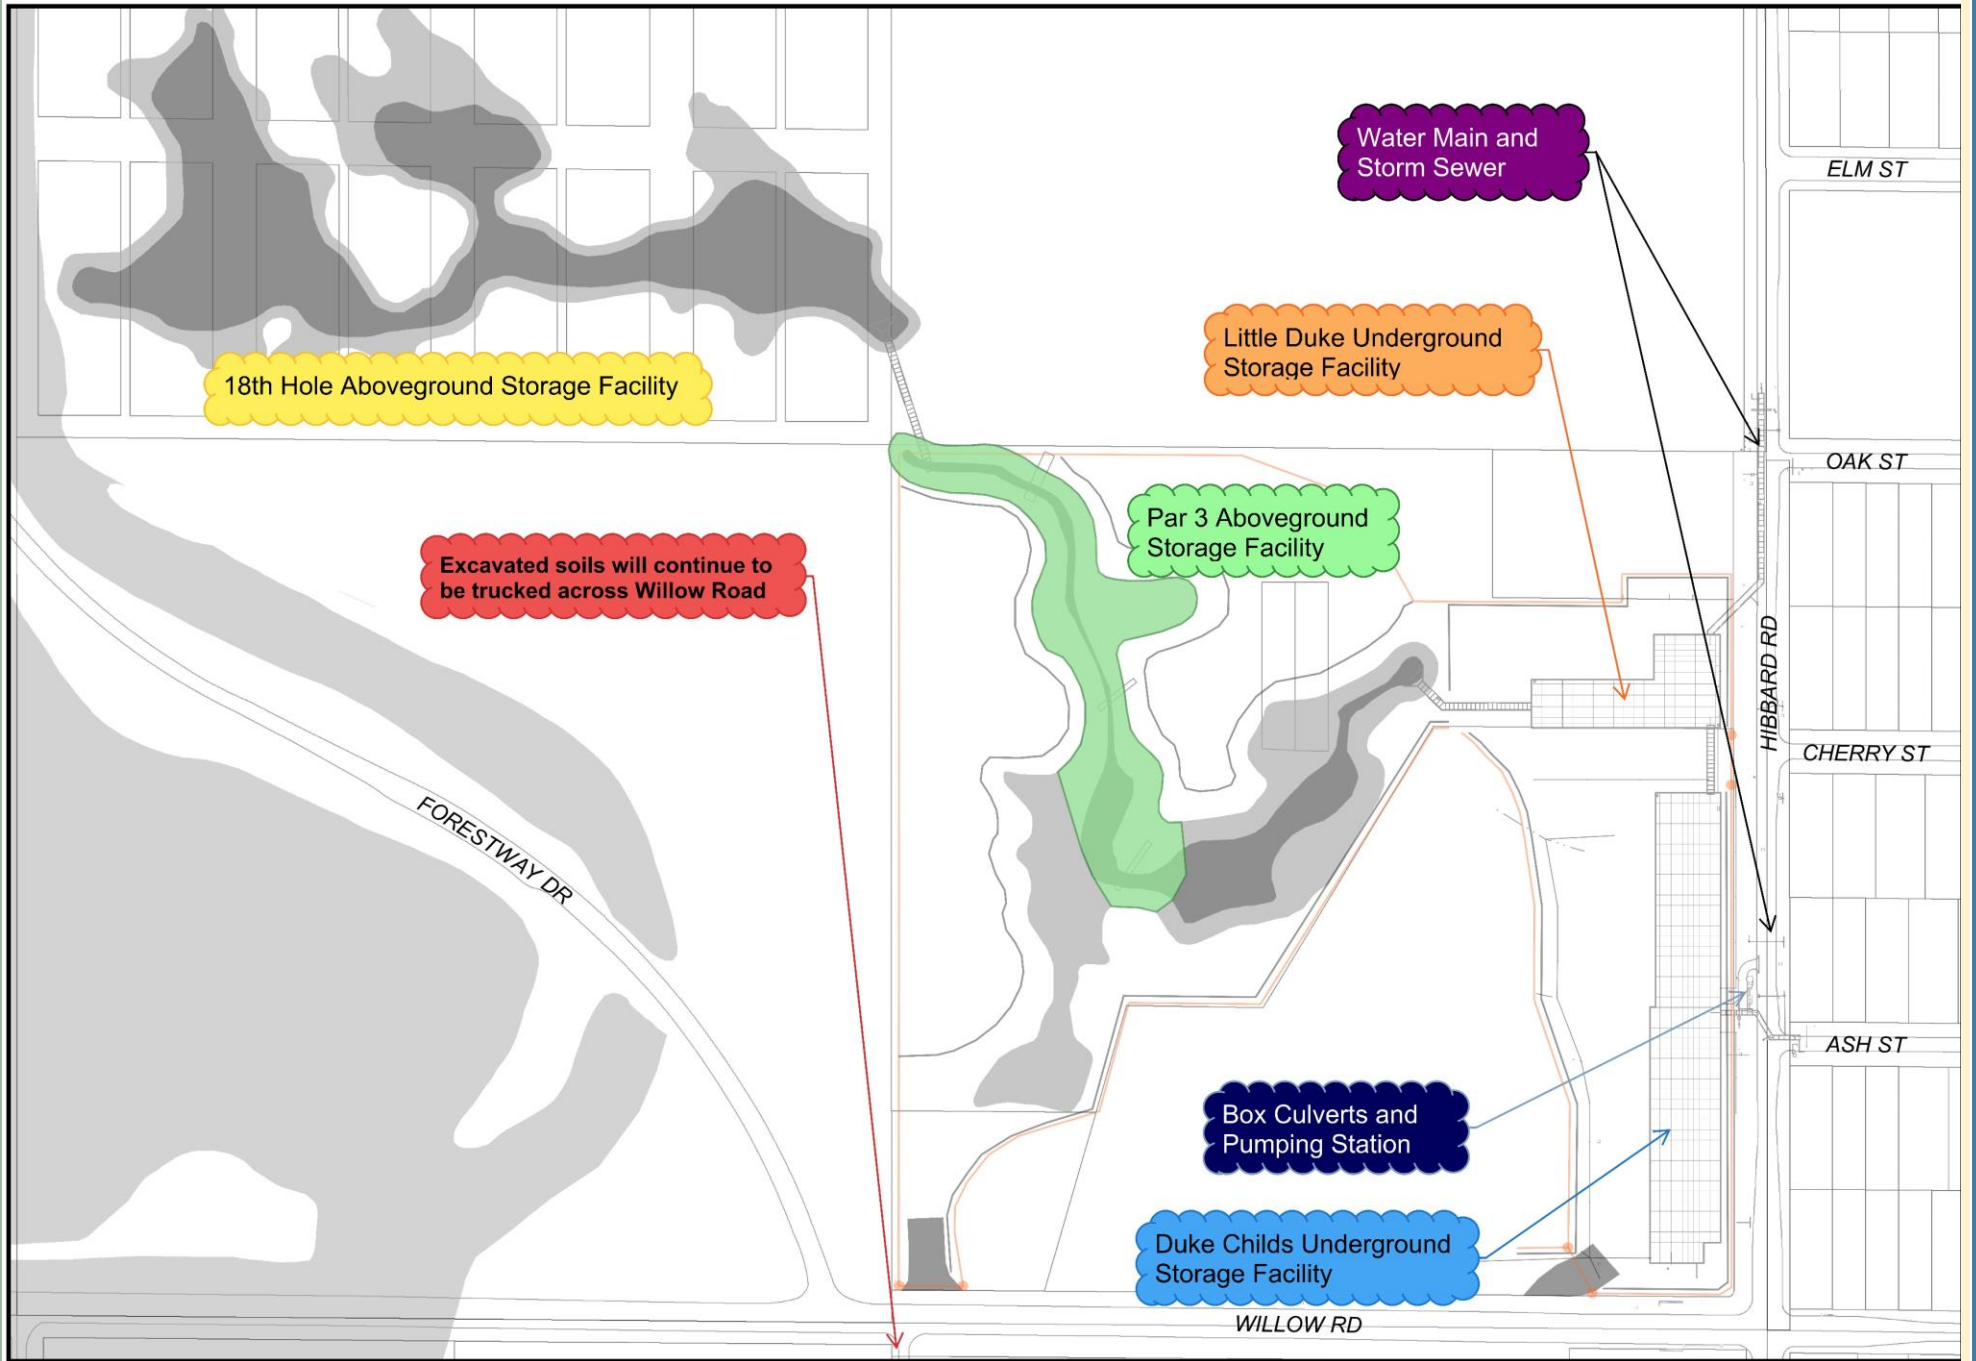 Water Main and
Storm Sewer
ELM ST
Little Duke Underground
Storage Facility
18th Hole Aboveground Storage Facility
OAK ST
Par 3 Aboveground
Storage Facility
Excavated soils will continue to
be trucked across Willow Road
HIBBARD RD
CHERRY ST
FORESTWAY DR
ASH ST
Box Culverts and
Pumping Station
Duke Childs Underground
Storage Facility
WILLOW RD